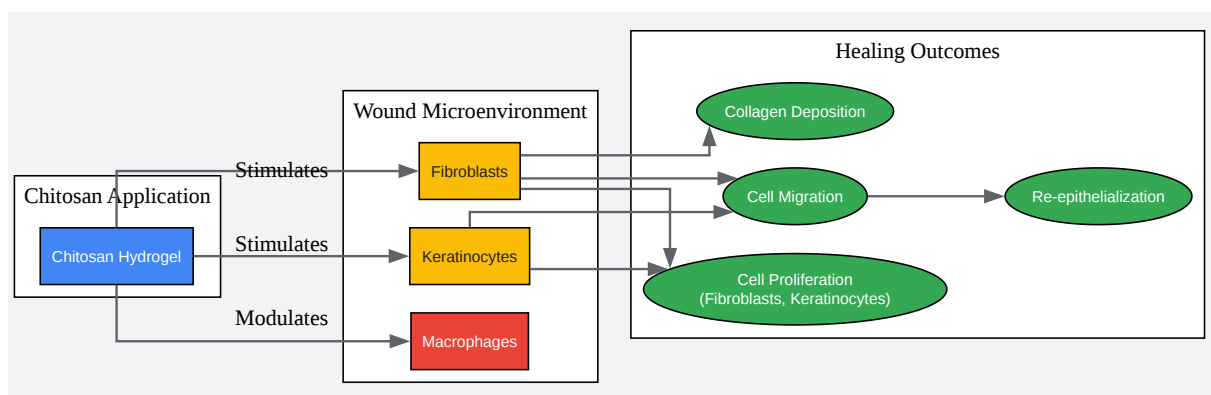 Chitosan Application
Chitosan Hydrogel
Stimulates
Stimulates
Modulates
Wound Microenvironment
Fibroblasts
Keratinocytes
Macrophages
Healing Outcomes
Collagen Deposition
Cell Migration
Re-epithelialization
Cell Proliferation
(Fibroblasts, Keratinocytes)